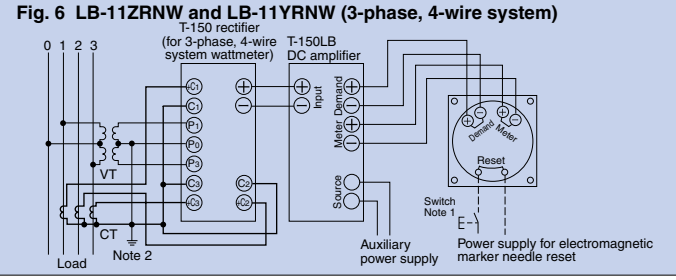 Fig. 6 LB-11ZRNW and LB-11YRNW (3-phase, 4-wire system)
T-150 rectifier
(for 3-phase, 4-wire
system wattmeter)
T-150LB
DC amplifier
0 1 2 3
+C1
C1
P1
P0
P3
C3
+C3
C2
+C2
+
−
+
−
Input
Demand
Meter
+
−
+
−
Source
VT
CT
Load
Note 2
Auxiliary
power supply
+
−
+
−
Demand
Meter
Reset
Switch
Note 1
Power supply for electromagnetic
marker needle reset